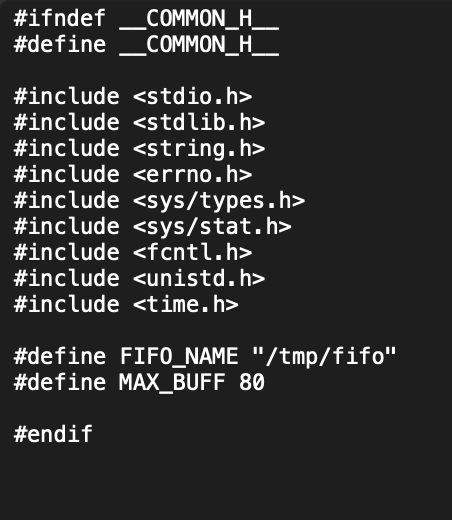 #ifndef __COMMON_H__
#define __COMMON_H__
#include <stdio.h>
#include <stdlib.h>
#include <string.h>
#include <errno.h>
#include <sys/types.h>
#include <sys/stat.h>
#include <fcntl.h>
#include <unistd.h>
#include <time.h>
#define FIFO_NAME "/tmp/fifo"
#define MAX_BUFF 80
#endif